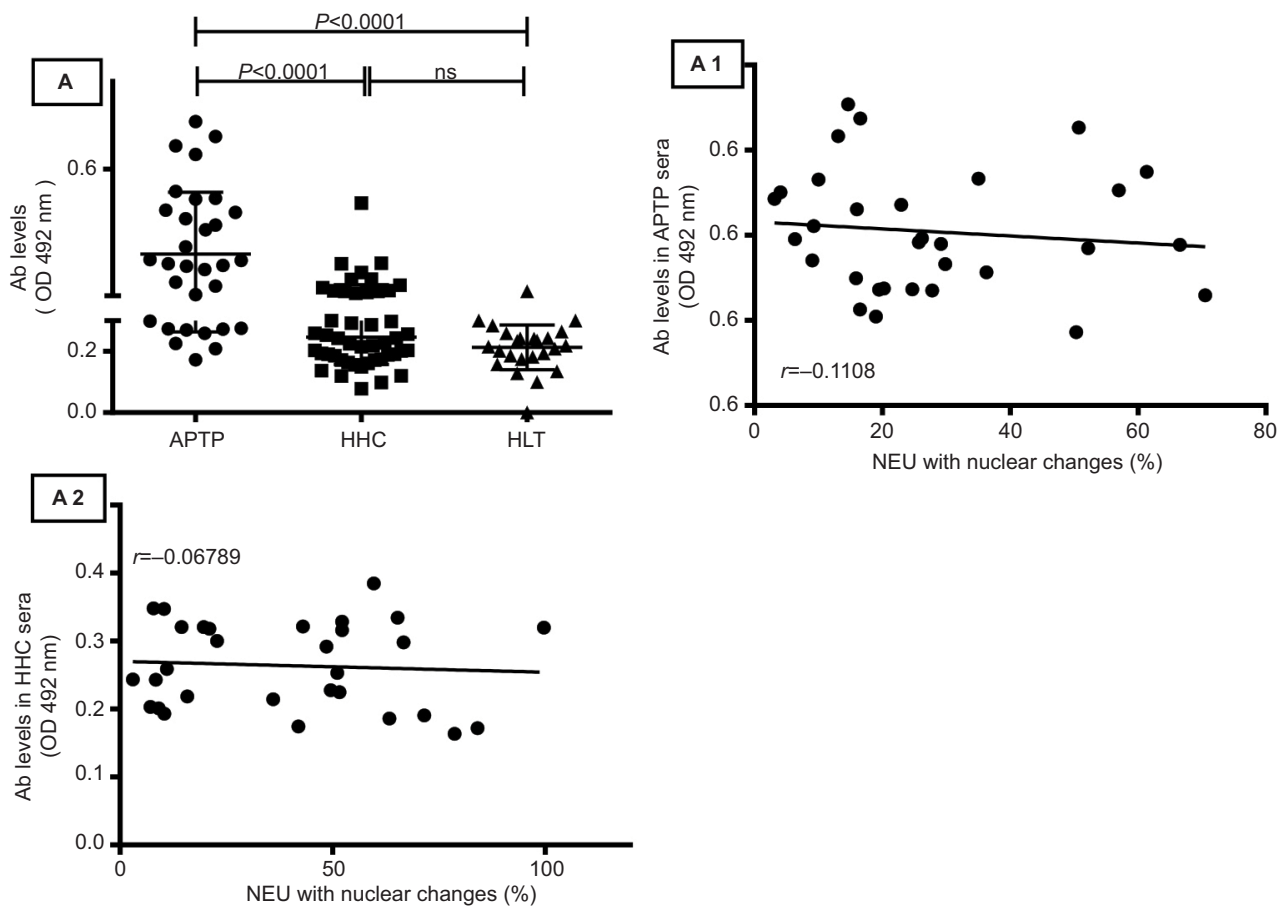 A
P<0.0001
P<0.0001
ns
Ab levels
( OD 492 nm )
0.6
0.2
0.0
APTP
HHC
HLT
A 1
Ab levels in APTP sera
(OD 492 nm)
0.6
0.6
0.6
0.6
r=–0.1108
0
20
40
60
80
NEU with nuclear changes (%)
A 2
r=–0.06789
Ab levels in HHC sera
(OD 492 nm)
0.4
0.3
0.2
0.1
0.0
0
50
100
NEU with nuclear changes (%)